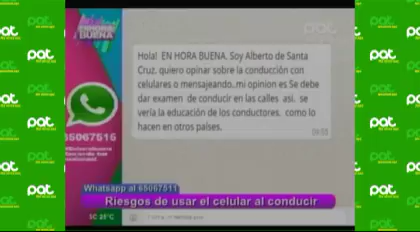 EN HORA
BUENA
pat
Hola! EN HORA BUENA. Soy Alberto de Santa
Cruz, quiero opinar sobre la conducción con
celulares o mensajeando..mi opinion es Se debe
dar examen de conducir en las calles asi. se
vería la educación de los conductores. como lo
hacen en otros países.
65067511
Whatsapp al 65067511
Riesgos de usar el celular al conducir
SC 25°C